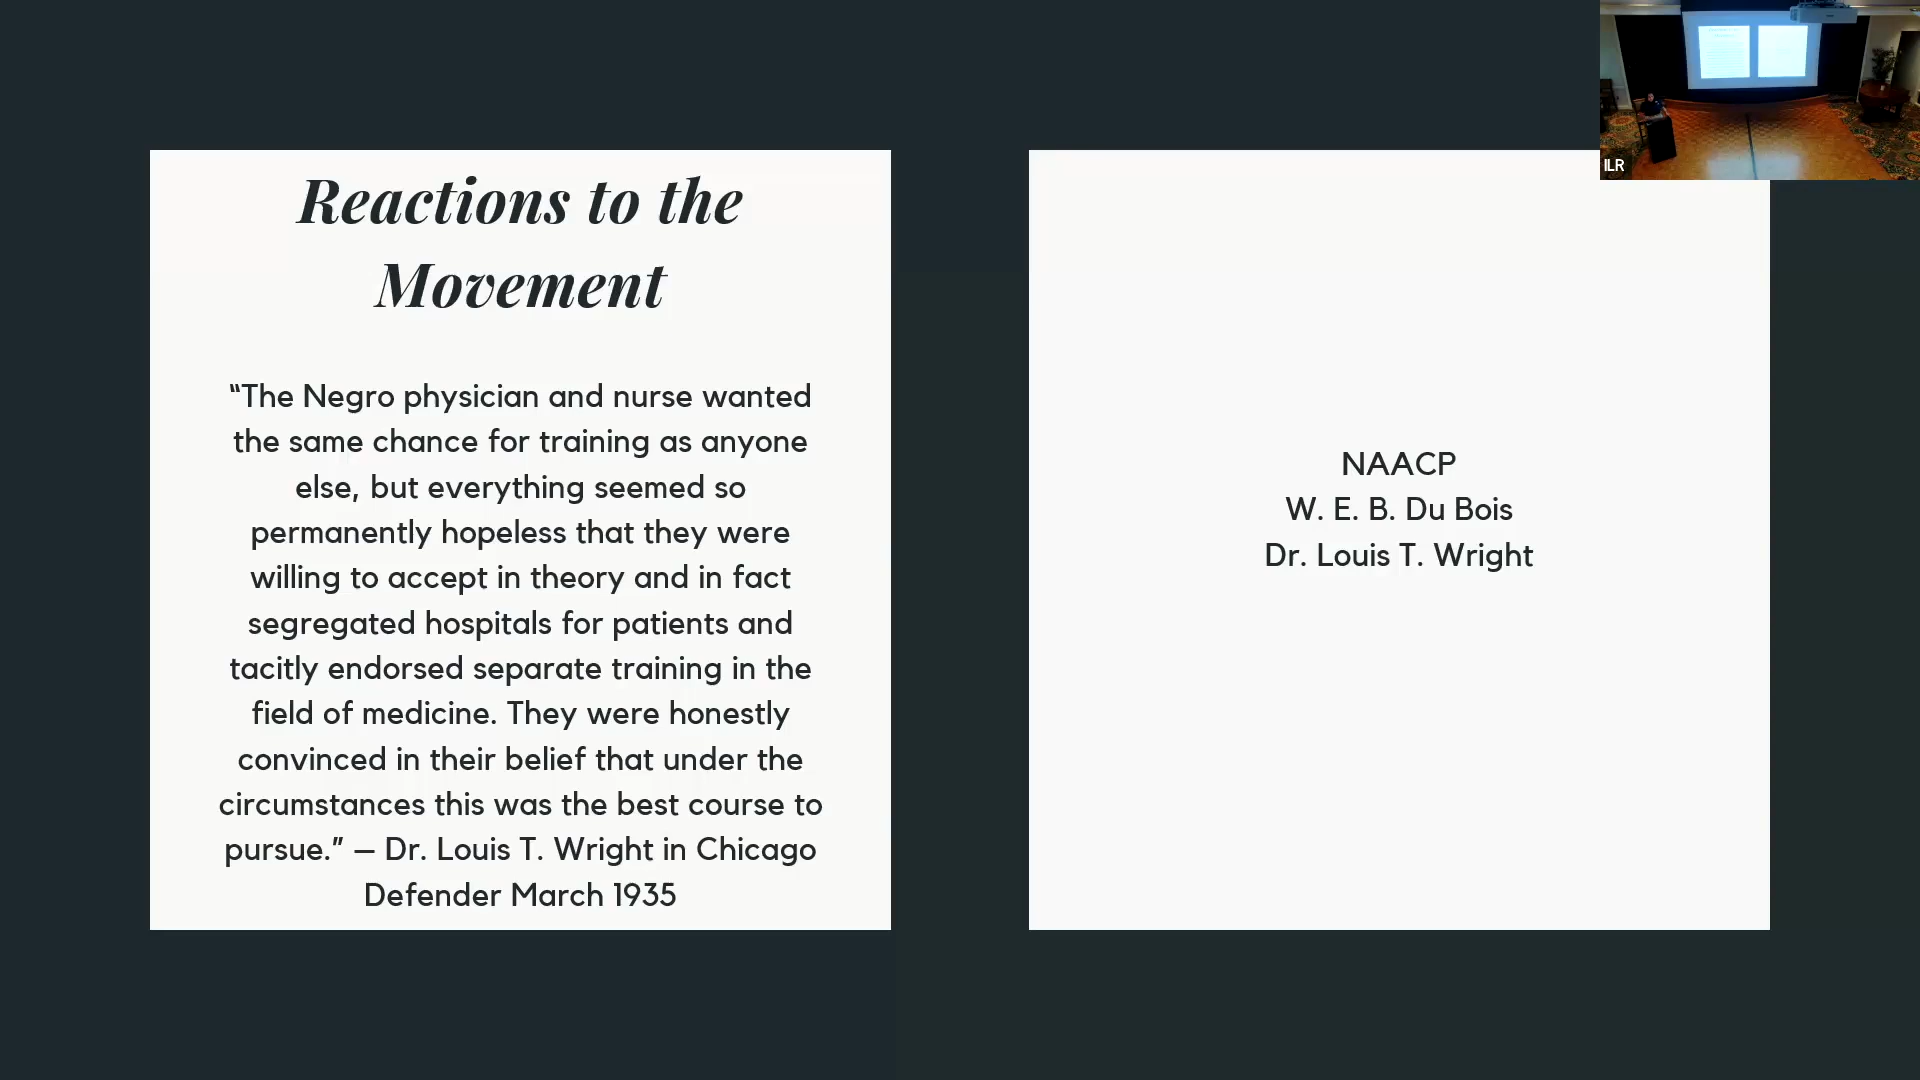 Reactions to the
Movement
“The Negro physician and nurse wanted
the same chance for training as anyone
else, but everything seemed so
permanently hopeless that they were
willing to accept in theory and in fact
segregated hospitals for patients and
tacitly endorsed separate training in the
field of medicine. They were honestly
convinced in their belief that under the
circumstances this was the best course to
pursue.” — Dr. Louis T. Wright in Chicago
Defender March 1935
NAACP
W. E. B. Du Bois
Dr. Louis T. Wright
ILR